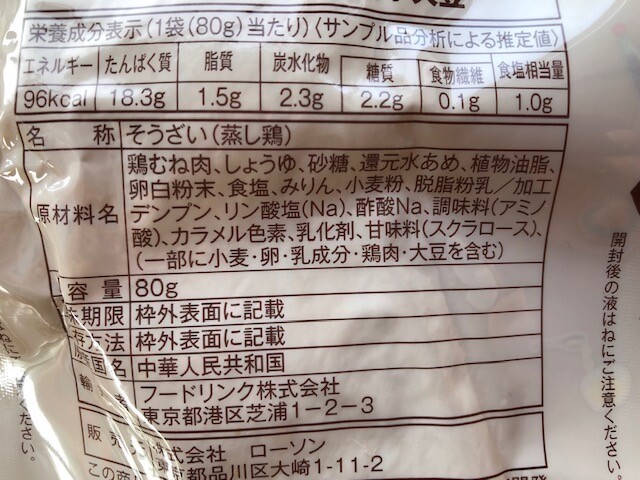 大豆
栄養成分表示(1袋(80g)当たり)〈サンプル品分析による推定値〉
エネルギー たんぱく質 脂質 炭水化物 糖質 食物繊維 食塩相当量
96kcal 18.3g 1.5g 2.3g 2.2g 0.1g 1.0g
名称 そうざい(蒸し鶏)
原材料名 鶏むね肉、しょうゆ、砂糖、還元水あめ、植物油脂、
卵白粉末、食塩、みりん、小麦粉、脱脂粉乳/加工
デンプン、リン酸塩(Na)、酢酸Na、調味料(アミノ
酸)、カラメル色素、乳化剤、甘味料(スクラロース)、
(一部に小麦・卵・乳成分・鶏肉・大豆を含む)
容量 80g
期限 枠外表面に記載
方法 枠外表面に記載
国名 中華人民共和国
輸 者 フードリンク株式会社
東京都港区芝浦1-2-3
販 株式会社 ローソン
都品川区大崎1-11-2
この商
開封後の液はねにご注意ください。
ください。